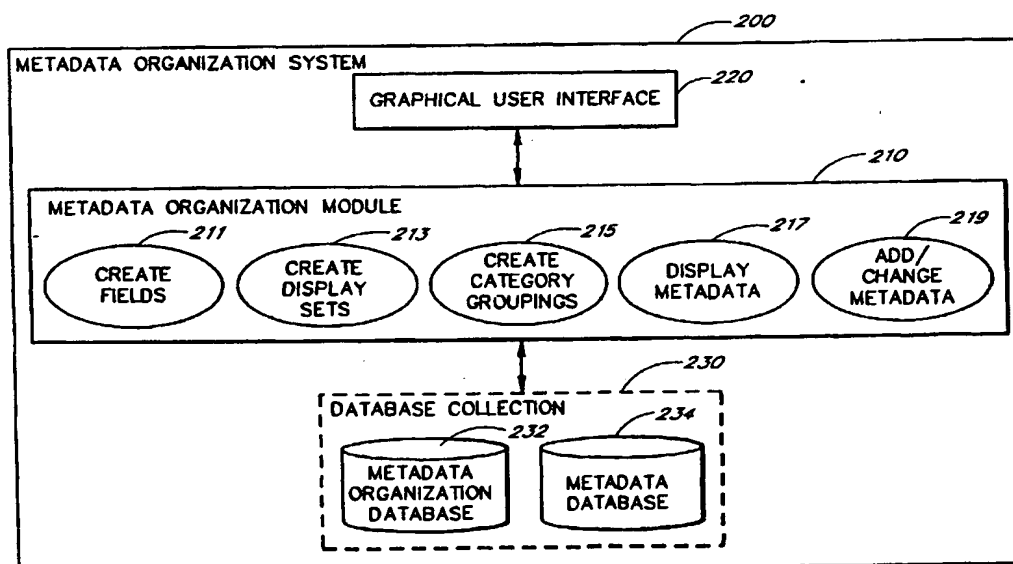 200
METADATA ORGANIZATION SYSTEM
220
GRAPHICAL USER INTERFACE
210
METADATA ORGANIZATION MODULE
211
213
215
217
219
CREATE
FIELDS
CREATE
DISPLAY
SETS
CREATE
CATEGORY
GROUPINGS
DISPLAY
METADATA
ADD/
CHANGE
METADATA
230
DATABASE COLLECTION
232
234
METADATA
ORGANIZATION
DATABASE
METADATA
DATABASE